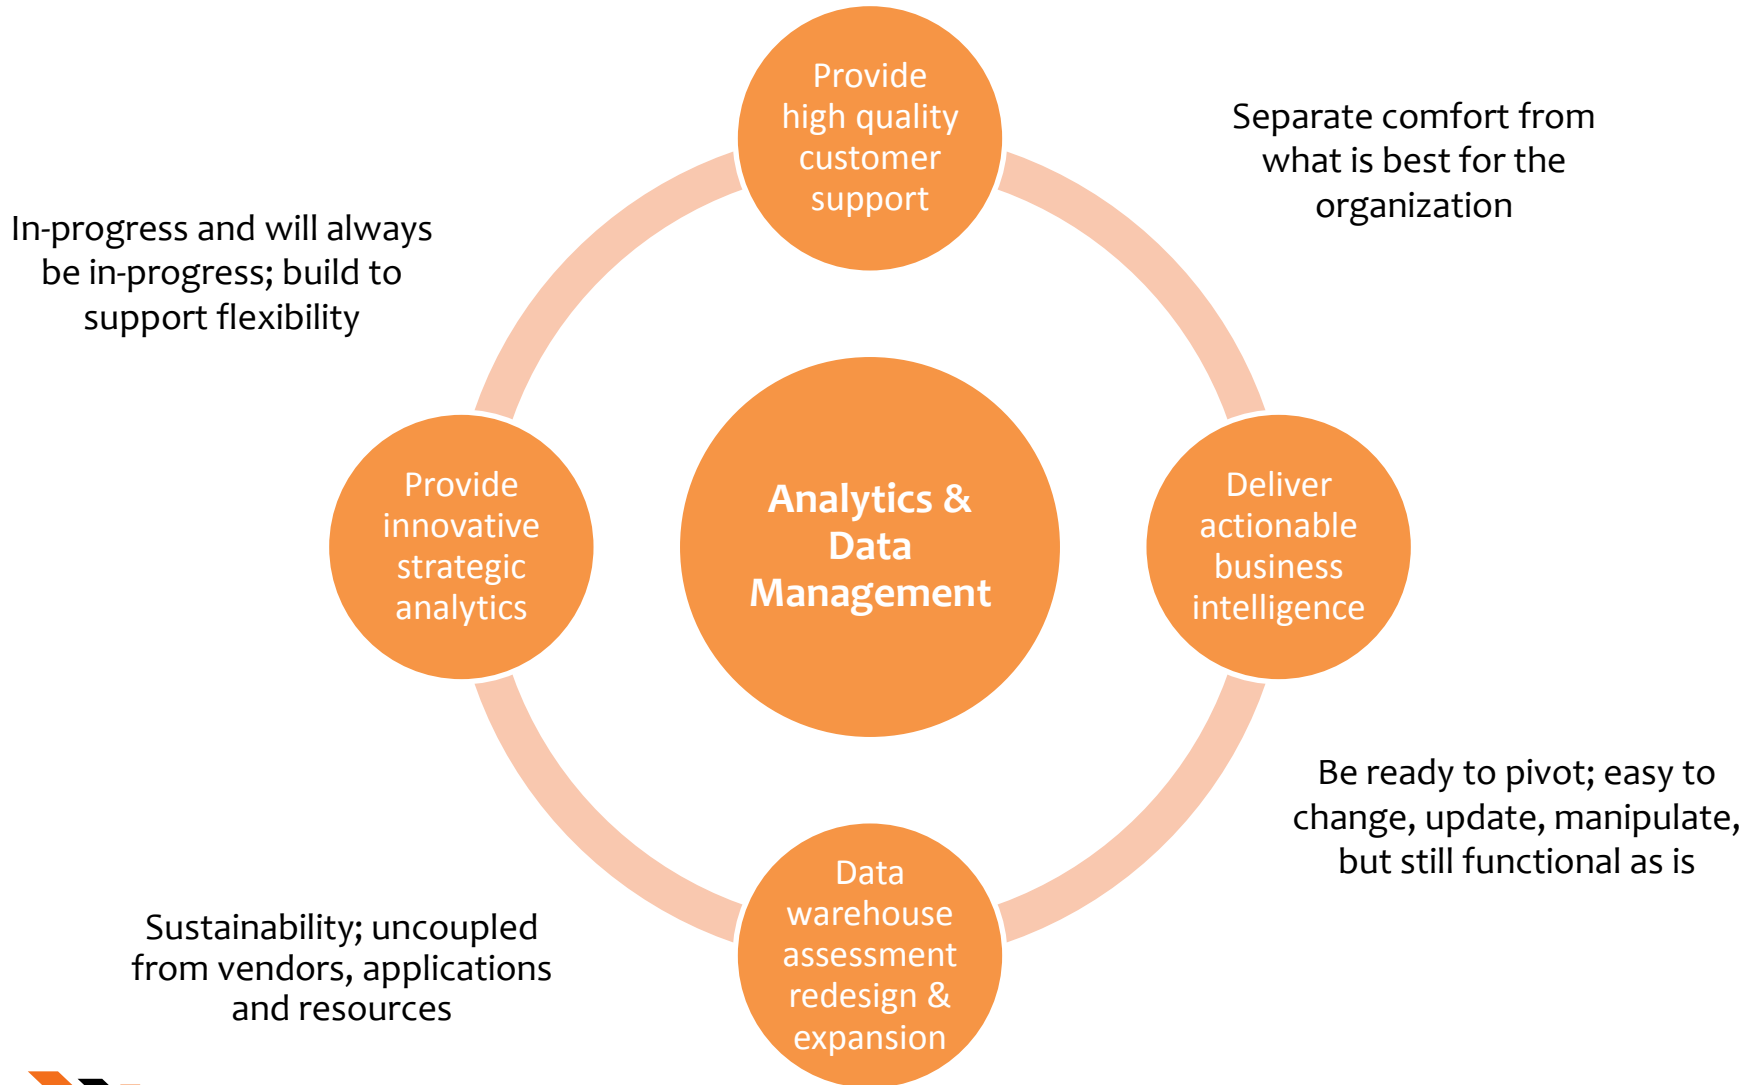 Provide
high quality
customer
support
Separate comfort from
what is best for the
organization
In-progress and will always
be in-progress; build to
support flexibility
Provide
innovative
strategic
analytics
Analytics &
Data
Management
Deliver
actionable
business
intelligence
Be ready to pivot; easy to
change, update, manipulate,
but still functional as is
Data
warehouse
assessment
redesign &
expansion
Sustainability; uncoupled
from vendors, applications
and resources